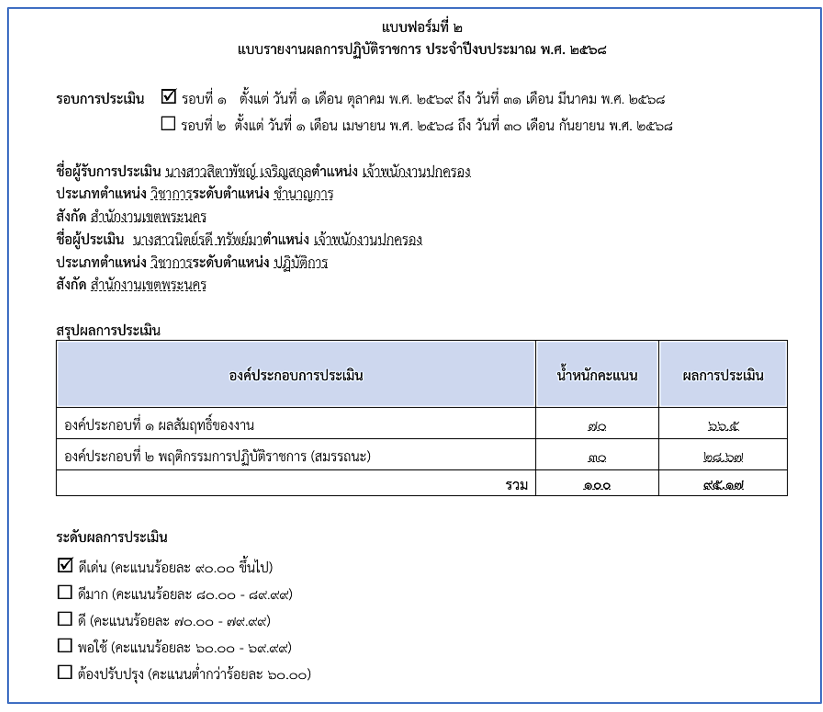 แบบฟอร์มที่ ๒
แบบรายงานผลการปฏิบัติราชการ ประจำปีงบประมาณ พ.ศ. ๒๕๖๘
รอบการประเมิน ☑ รอบที่ ๑ ตั้งแต่ วันที่ ๑ เดือน ตุลาคม พ.ศ. ๒๕๖๙ ถึง วันที่ ๓๑ เดือน มีนาคม พ.ศ. ๒๕๖๘
☐ รอบที่ ๒ ตั้งแต่ วันที่ ๑ เดือน เมษายน พ.ศ. ๒๕๖๘ ถึง วันที่ ๓๐ เดือน กันยายน พ.ศ. ๒๕๖๘
ชื่อผู้รับการประเมิน นางสาวสิตาพัชญ์ เจริญสกุลตำแหน่ง เจ้าพนักงานปกครอง
ประเภทตำแหน่ง วิชาการระดับตำแหน่ง ชำนาญการ
สังกัด สำนักงานเขตพระนคร
ชื่อผู้ประเมิน นางสาวนิตย์รดี ทรัพย์มาตำแหน่ง เจ้าพนักงานปกครอง
ประเภทตำแหน่ง วิชาการระดับตำแหน่ง ปฏิบัติการ
สังกัด สำนักงานเขตพระนคร
สรุปผลการประเมิน
องค์ประกอบการประเมิน น้ำหนักคะแนน ผลการประเมิน
องค์ประกอบที่ ๑ ผลสัมฤทธิ์ของงาน ๗๐ ๖๖.๕
องค์ประกอบที่ ๒ พฤติกรรมการปฏิบัติราชการ (สมรรถนะ) ๓๐ ๒๘.๖๗
รวม ๑๐๐ ๙๕.๑๗
ระดับผลการประเมิน
☑ ดีเด่น (คะแนนร้อยละ ๙๐.๐๐ ขึ้นไป)
☐ ดีมาก (คะแนนร้อยละ ๘๐.๐๐ - ๘๙.๙๙)
☐ ดี (คะแนนร้อยละ ๗๐.๐๐ - ๗๙.๙๙)
☐ พอใช้ (คะแนนร้อยละ ๖๐.๐๐ - ๖๙.๙๙)
☐ ต้องปรับปรุง (คะแนนต่ำกว่าร้อยละ ๖๐.๐๐)